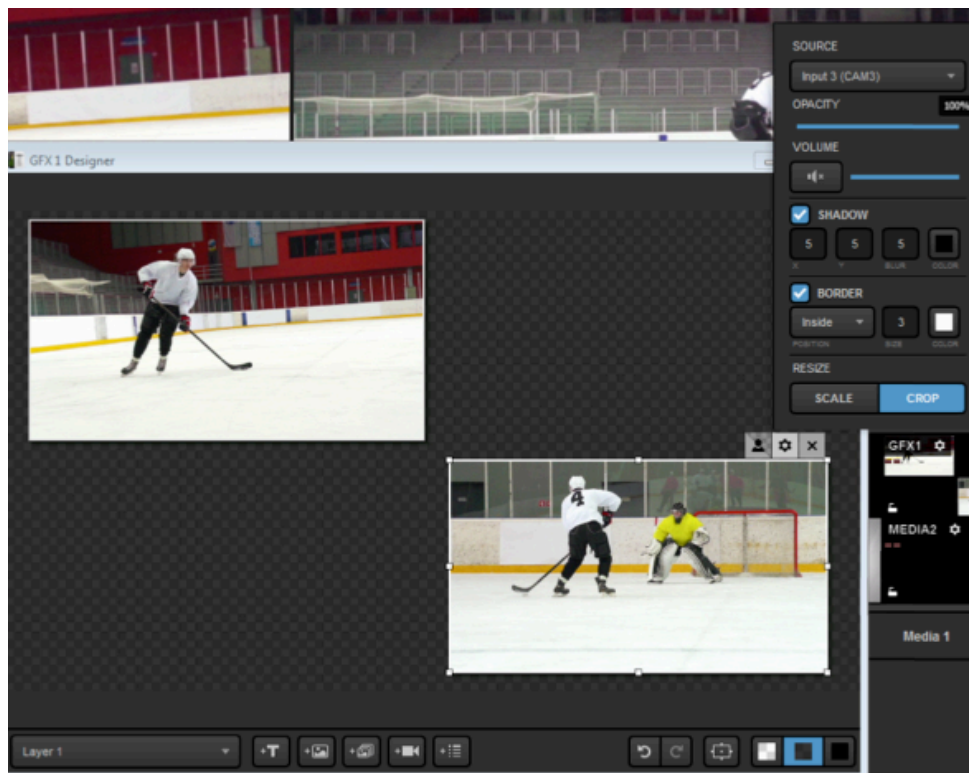 SOURCE
Input 3 (CAM3)
OPACITY
100%
VOLUME
GFX 1 Designer
SHADOW
5 5 5
X Y BLUR COLOR
BORDER
Inside 3
POSITION SIZE COLOR
RESIZE
SCALE CROP
GFX1
4
MEDIA2
Media 1
Layer 1
+T